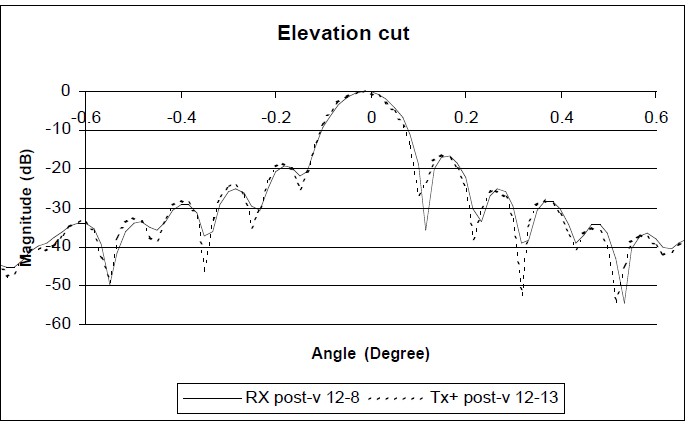 Elevation cut
0
-0.6 -0.4 -0.2 0 0.2 0.4 0.6
-10
-20
-30
-40
-50
-60
Magnitude (dB)
Angle (Degree)
RX post-v 12-8 Tx+ post-v 12-13